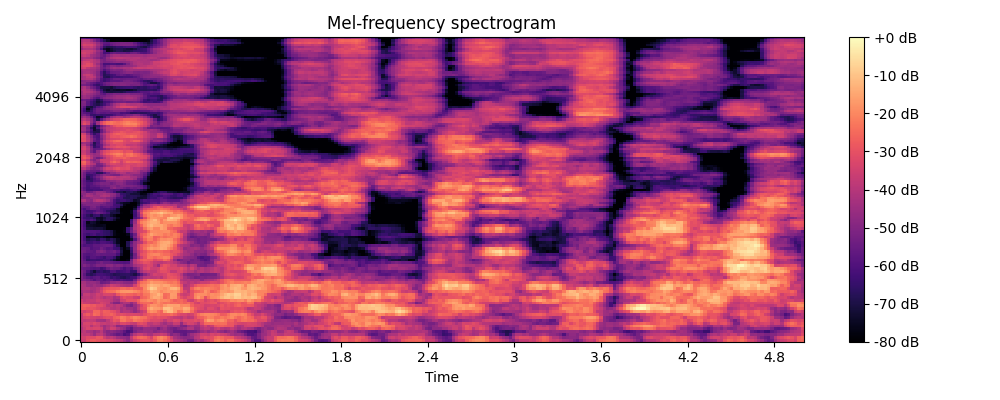 Mel-frequency spectrogram
Hz
4096
2048
1024
512
0
0 0.6 1.2 1.8 2.4 3 3.6 4.2 4.8
Time
+0 dB
-10 dB
-20 dB
-30 dB
-40 dB
-50 dB
-60 dB
-70 dB
-80 dB